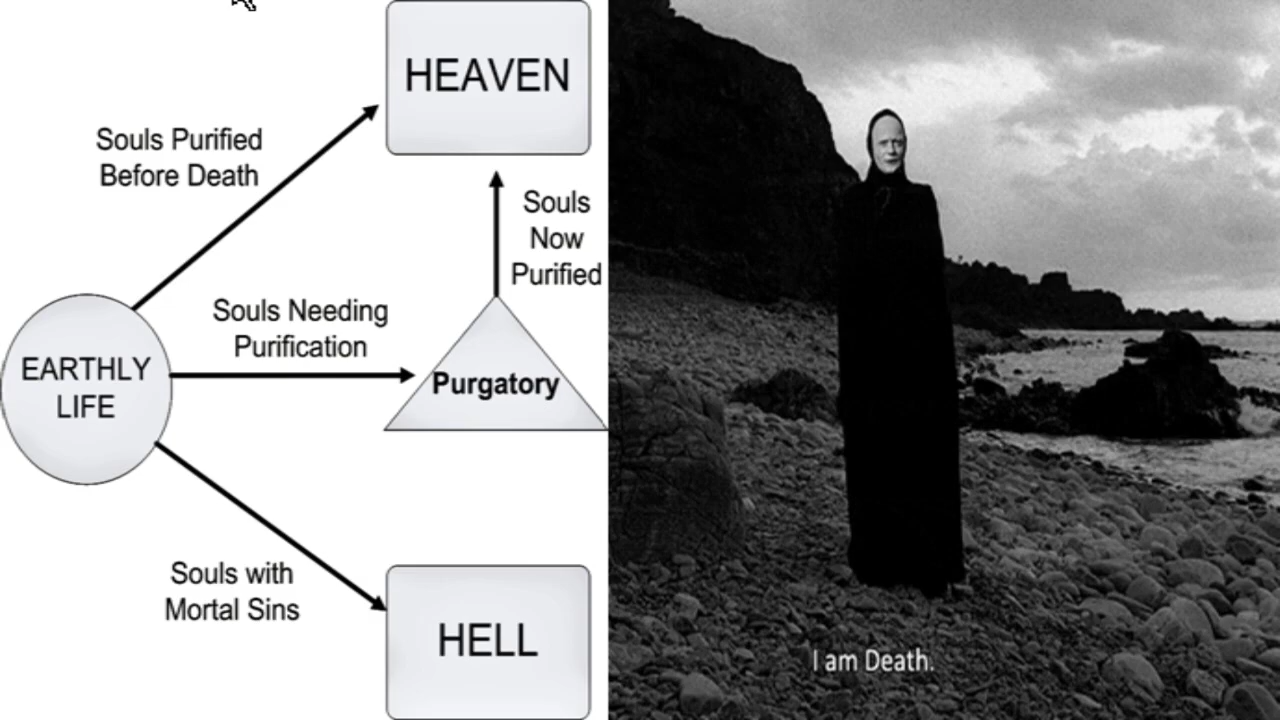 HEAVEN
Souls Purified
Before Death
Souls
Now
Purified
Souls Needing
Purification
EARTHLY
LIFE
Purgatory
Souls with
Mortal Sins
HELL
I am Death.